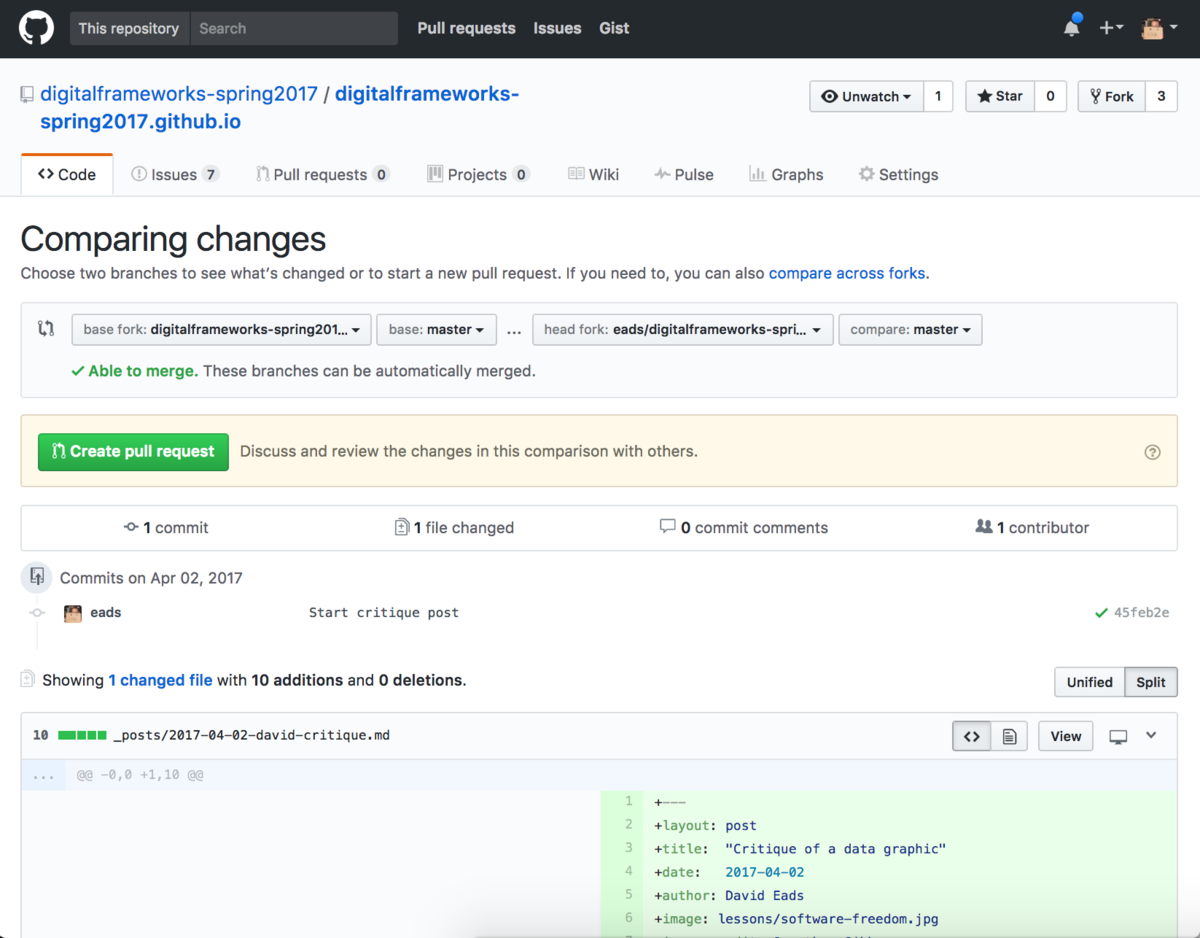 This repository Search Pull requests Issues Gist
digitalframeworks-spring2017 / digitalframeworks-
spring2017.github.io
Unwatch 1 Star 0 Fork 3
Code Issues 7 Pull requests 0 Projects 0 Wiki Pulse Graphs Settings
Comparing changes
Choose two branches to see what's changed or to start a new pull request. If you need to, you can also compare across forks.
base fork: digitalframeworks-spring201... base: master ... head fork: eads/digitalframeworks-spri... compare: master
Able to merge. These branches can be automatically merged.
Create pull request Discuss and review the changes in this comparison with others.
1 commit 1 file changed 0 commit comments 1 contributor
Commits on Apr 02, 2017
eads Start critique post 45feb2e
Showing 1 changed file with 10 additions and 0 deletions. Unified Split
10 _posts/2017-04-02-david-critique.md View
... @@ -0,0 +1,10 @@
1 +---
2 +layout: post
3 +title: "Critique of a data graphic"
4 +date: 2017-04-02
5 +author: David Eads
6 +image: lessons/software-freedom.jpg